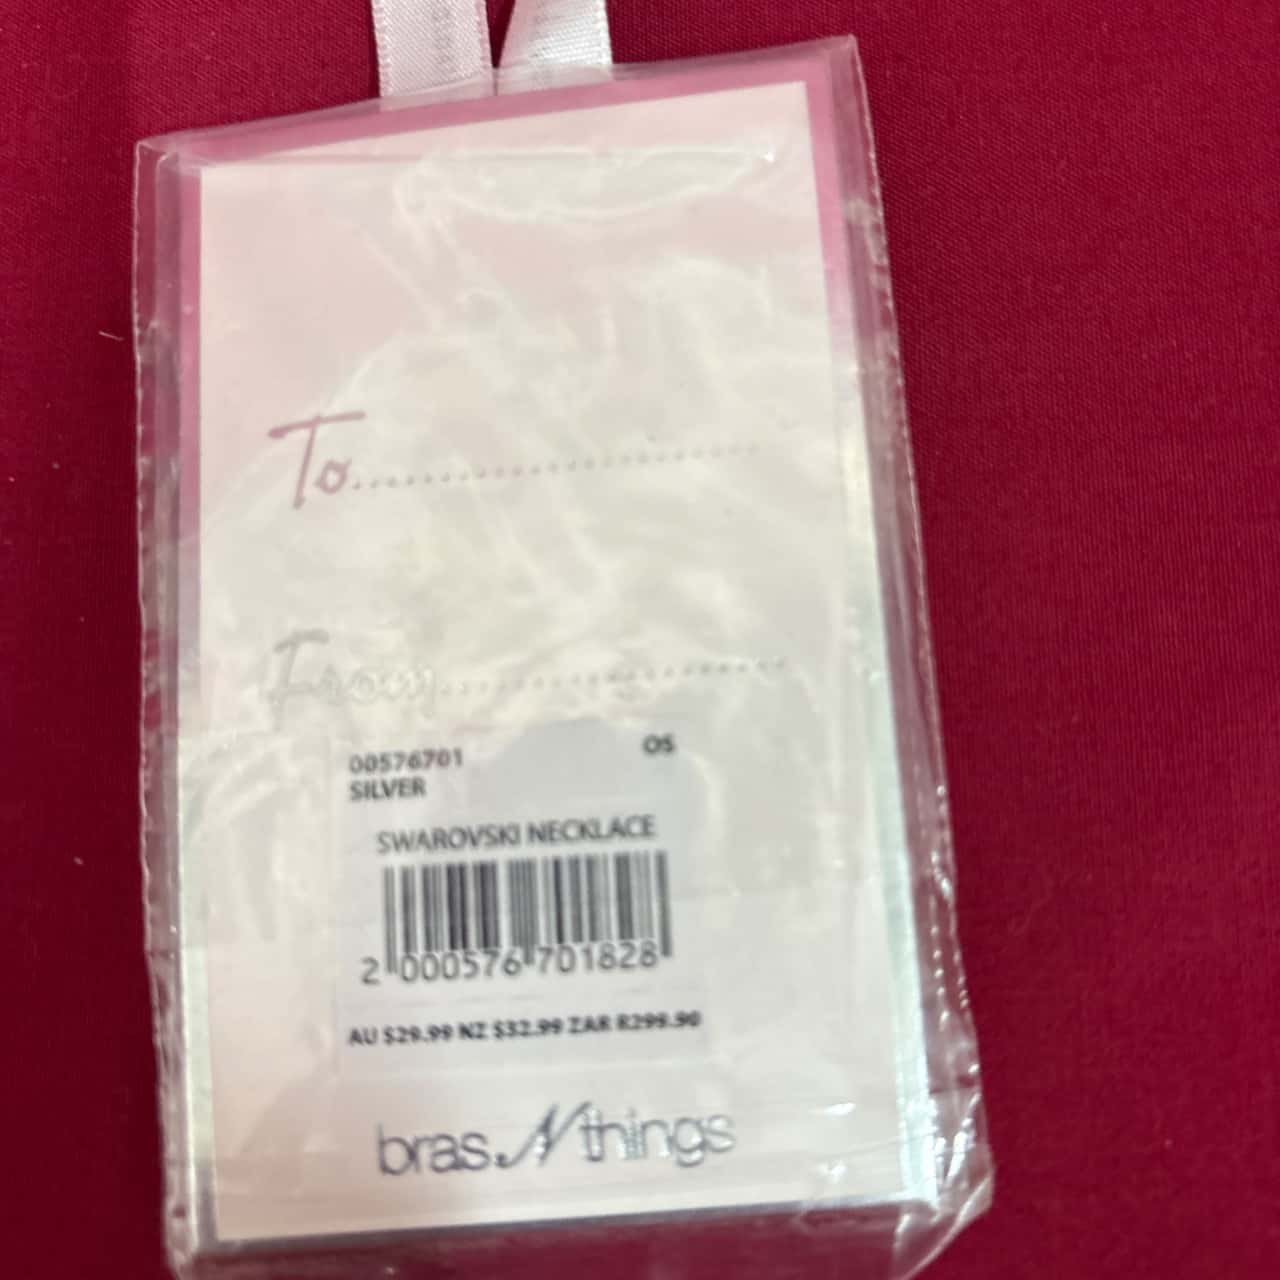 To........................
From........................
00576701 OS
SILVER
SWAROVSKI NECKLACE
2 000576 701828
AU $29.99 NZ $32.99 ZAR R299.90
bras N things